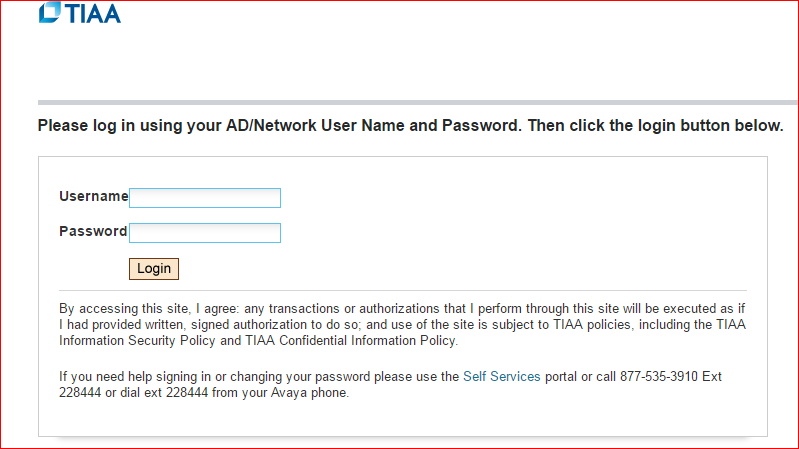 TIAA
Please log in using your AD/Network User Name and Password. Then click the login button below.
Username
Password
Login
By accessing this site, I agree: any transactions or authorizations that I perform through this site will be executed as if
I had provided written, signed authorization to do so; and use of the site is subject to TIAA policies, including the TIAA
Information Security Policy and TIAA Confidential Information Policy.
If you need help signing in or changing your password please use the Self Services portal or call 877-535-3910 Ext
228444 or dial ext 228444 from your Avaya phone.